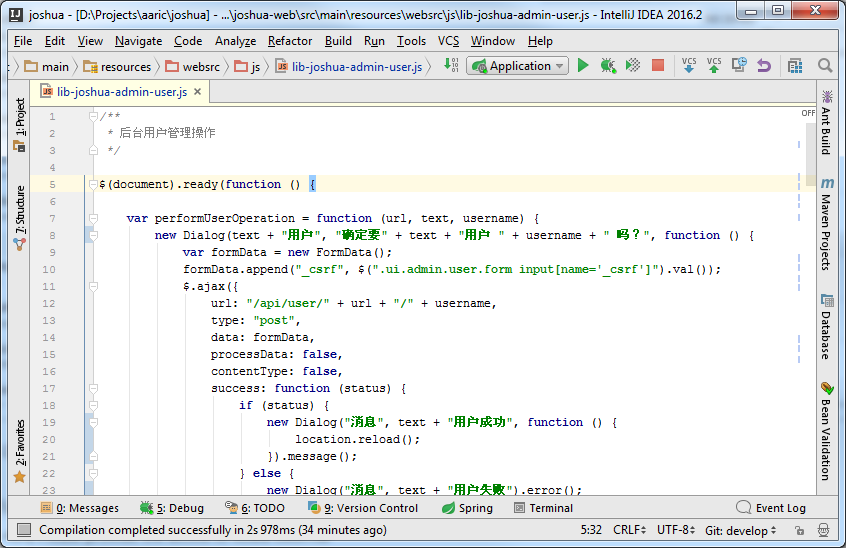 joshua - [D:\Projects\aaric\joshua] - ...\joshua-web\src\main\resources\websrc\js\lib-joshua-admin-user.js - IntelliJ IDEA 2016.2
File Edit View Navigate Code Analyze Refactor Build Run Tools VCS Window Help
main resources websrc js lib-joshua-admin-user.js Application VCS VCS
lib-joshua-admin-user.js
OFF
1 /**
2 * 后台用户管理操作
3 */
4
5 $(document).ready(function () {
6
7 var performUserOperation = function (url, text, username) {
8 new Dialog(text + "用户", "确定要" + text + "用户 " + username + " 吗？", function () {
9 var formData = new FormData();
10 formData.append("_csrf", $(".ui.admin.user.form input[name='_csrf']").val());
11 $.ajax({
12 url: "/api/user/" + url + "/" + username,
13 type: "post",
14 data: formData,
15 processData: false,
16 contentType: false,
17 success: function (status) {
18 if (status) {
19 new Dialog("消息", text + "用户成功", function () {
20 location.reload();
21 }).message();
22 } else {
23 new Dialog("消息", text + "用户失败").error();
1: Project
7: Structure
2: Favorites
Ant Build
m Maven Projects
Database
Bean Validation
0: Messages 5: Debug 6: TODO 9: Version Control Spring Terminal Event Log
Compilation completed successfully in 2s 978ms (34 minutes ago) 5:32 CRLF UTF-8 Git: develop